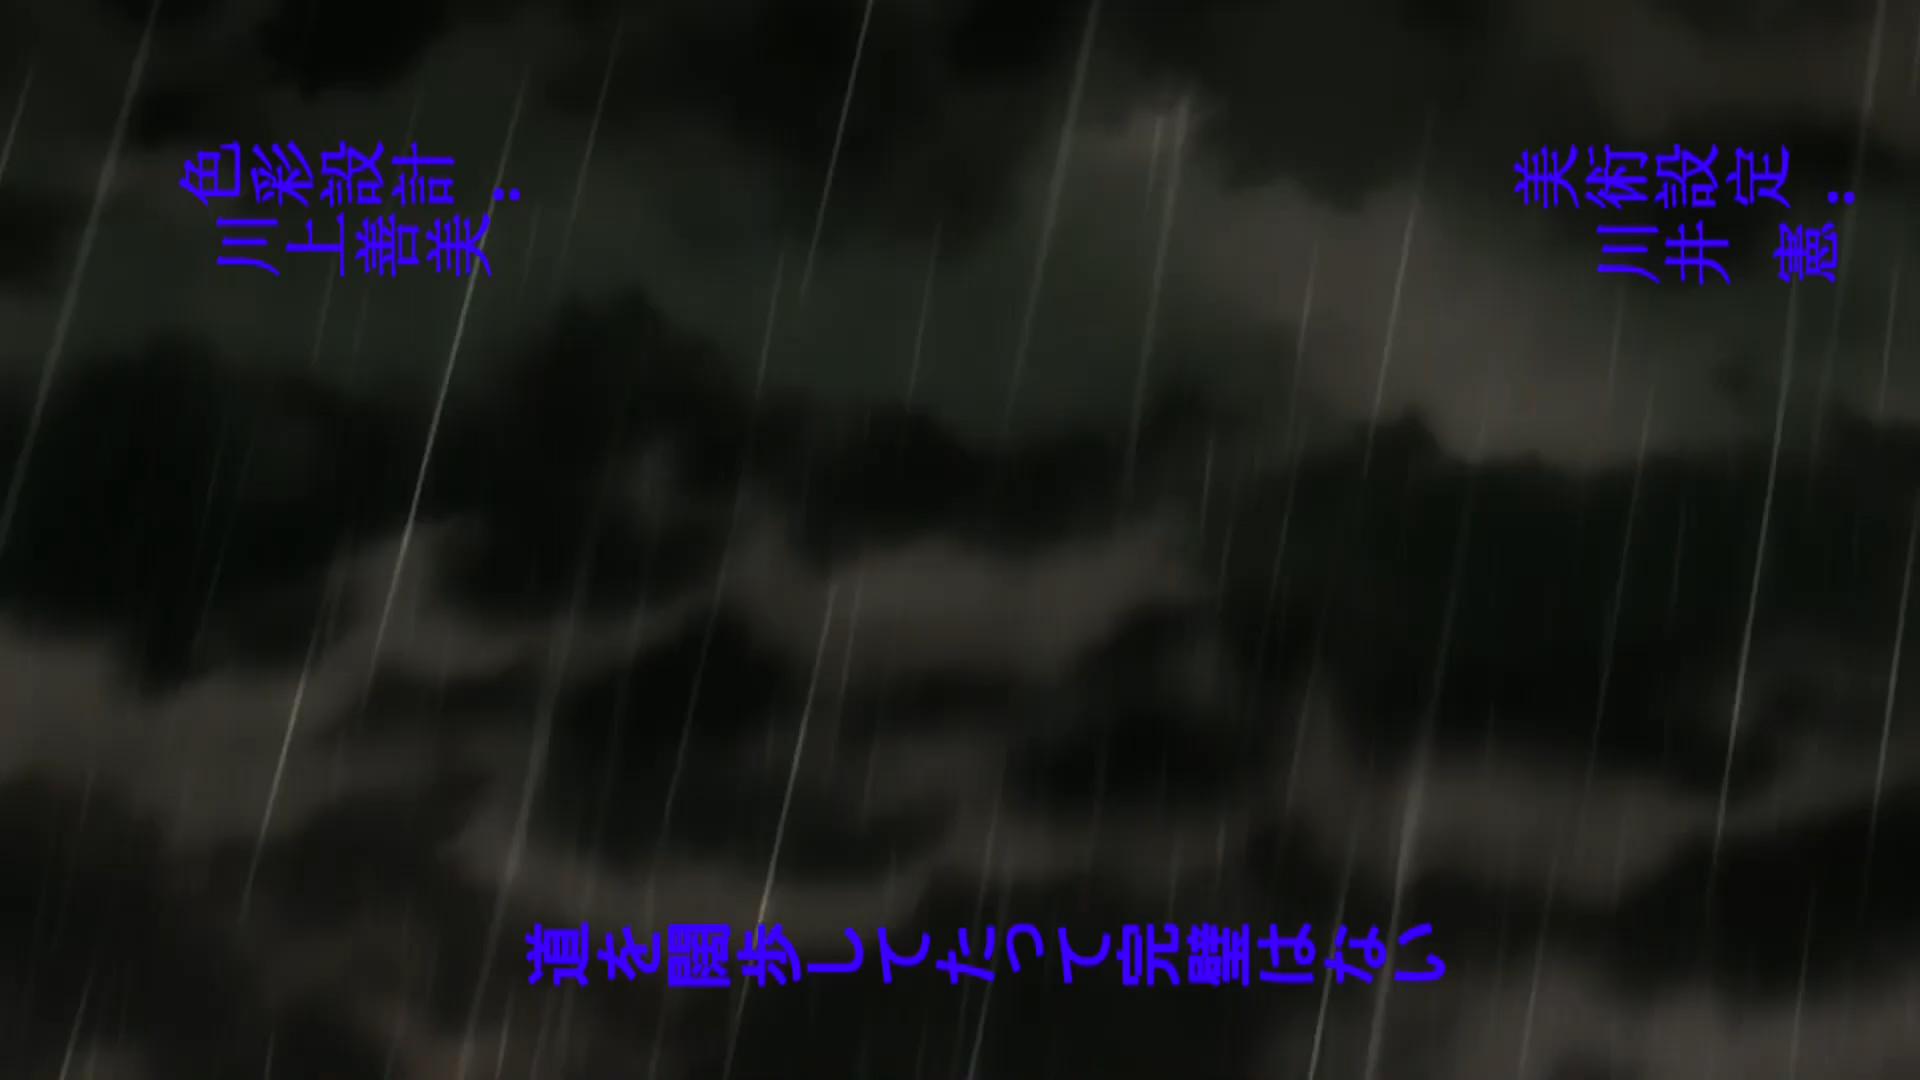 色彩設計：
川上善美
美術設定：
川井 憲
道を闊歩してたって完璧はない